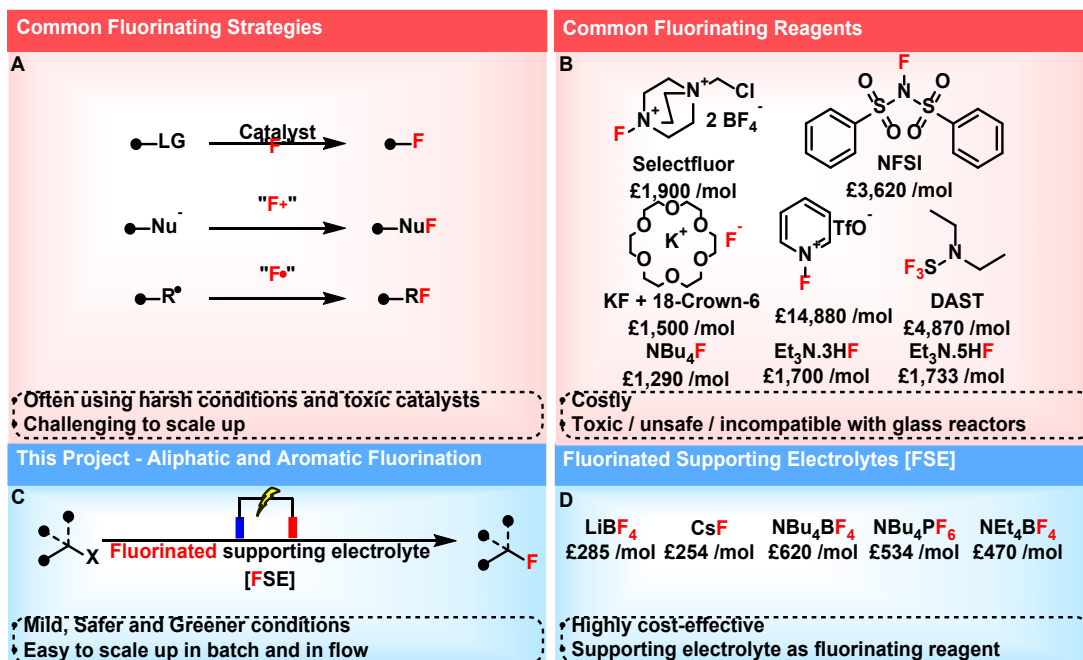 Common Fluorinating Strategies
A
LG
Catalyst
"F-"
F
Nu-
"F+"
NuF
R•
"F•"
RF
• Often using harsh conditions and toxic catalysts
• Challenging to scale up
Common Fluorinating Reagents
B
N+
Cl
N+
F
2 BF4-
Selectfluor
£1,900 /mol
F
O
O
N
S
S
O
O
NFSI
£3,620 /mol
O
O
O
K+
F-
O
O
O
KF + 18-Crown-6
£1,500 /mol
TfO-
N+
F
£14,880 /mol
N
F3S
DAST
£4,870 /mol
NBu4F
£1,290 /mol
Et3N.3HF
£1,700 /mol
Et3N.5HF
£1,733 /mol
• Costly
• Toxic / unsafe / incompatible with glass reactors
This Project - Aliphatic and Aromatic Fluorination
C
X
Fluorinated supporting electrolyte
[FSE]
F
• Mild, Safer and Greener conditions
• Easy to scale up in batch and in flow
Fluorinated Supporting Electrolytes [FSE]
D
LiBF4 CsF NBu4BF4 NBu4PF6 NEt4BF4
£285 /mol £254 /mol £620 /mol £534 /mol £470 /mol
• Highly cost-effective
• Supporting electrolyte as fluorinating reagent